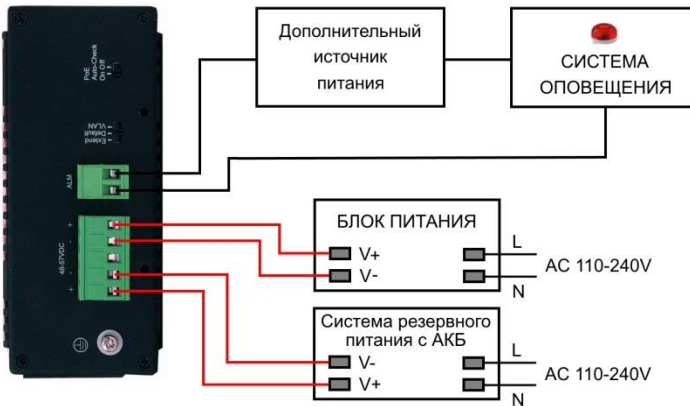 PoE
Auto-Check
On Off
VLAN
Default
Extend
ALM
+
-
48-57VDC
-
+
Дополнительный
источник
питания
СИСТЕМА
ОПОВЕЩЕНИЯ
БЛОК ПИТАНИЯ
V+
V-
L
N
AC 110-240V
Система резервного
питания с АКБ
V-
V+
L
N
AC 110-240V